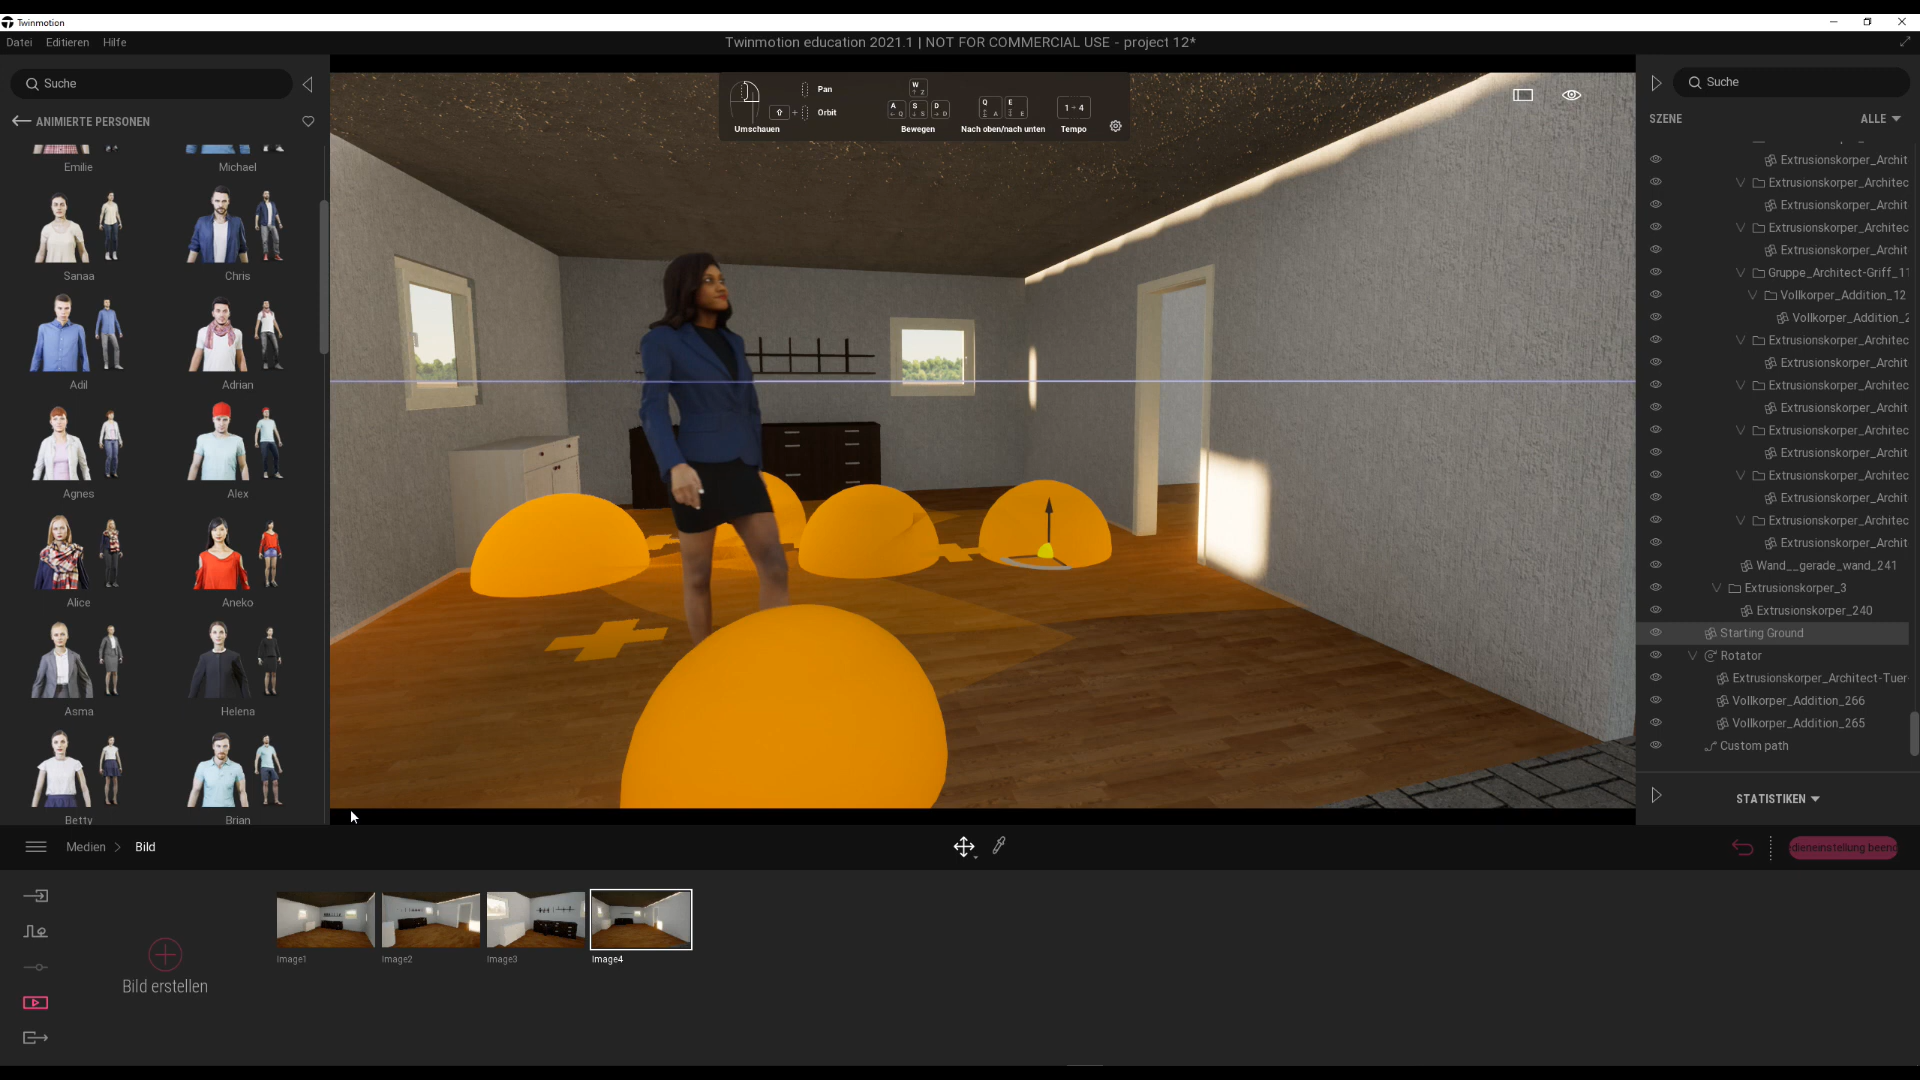 Twinmotion
Datei Editieren Hilfe
Twinmotion education 2021.1 | NOT FOR COMMERCIAL USE - project 12*
Suche
ANIMIERTE PERSONEN
Emilie Michael
Sanaa Chris
Adil Adrian
Agnes Alex
Alice Aneko
Asma Helena
Betty Brian
Pan
Orbit
Umschauen
W
A S D
Bewegen
Q E
Nach oben/nach unten
1 - 4
Tempo
Suche
SZENE ALLE
Extrusionskorper_Archit
Extrusionskorper_Architec
Extrusionskorper_Archit
Extrusionskorper_Architec
Extrusionskorper_Archit
Gruppe_Architect-Griff_11
Vollkorper_Addition_12
Vollkorper_Addition_2
Extrusionskorper_Architec
Extrusionskorper_Archit
Extrusionskorper_Architec
Extrusionskorper_Archit
Extrusionskorper_Architec
Extrusionskorper_Archit
Extrusionskorper_Architec
Extrusionskorper_Archit
Extrusionskorper_Architec
Extrusionskorper_Archit
Wand__gerade_wand_241
Extrusionskorper_3
Extrusionskorper_240
Starting Ground
Rotator
Extrusionskorper_Architect-Tuer
Vollkorper_Addition_266
Vollkorper_Addition_265
Custom path
STATISTIKEN
Medien > Bild
dieneinstellung beend
Bild erstellen
Image1 Image2 Image3 Image4